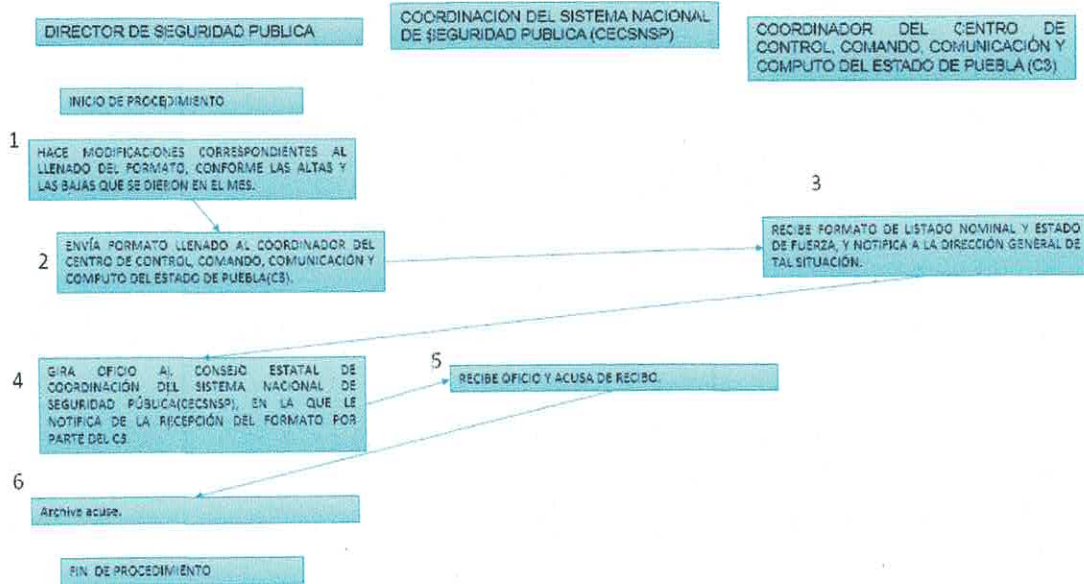 DIRECTOR DE SEGURIDAD PUBLICA
COORDINACIÓN DEL SISTEMA NACIONAL
DE SEGURIDAD PUBLICA (CECSNSP)
COORDINADOR DEL CENTRO DE
CONTROL, COMANDO, COMUNICACIÓN Y
COMPUTO DEL ESTADO DE PUEBLA (C3)
INICIO DE PROCEDIMIENTO
1
HACE MODIFICACIONES CORRESPONDIENTES AL
LLENADO DEL FORMATO, CONFORME LAS ALTAS Y
LAS BAJAS QUE SE DIERON EN EL MES.
2
ENVÍA FORMATO LLENADO AL COORDINADOR DEL
CENTRO DE CONTROL, COMANDO, COMUNICACIÓN Y
COMPUTO DEL ESTADO DE PUEBLA(C3).
3
RECIBE FORMATO DE LISTADO NOMINAL Y ESTADO
DE FUERZA, Y NOTIFICA A LA DIRECCIÓN GENERAL DE
TAL SITUACIÓN.
4
GIRA OFICIO AL CONSEJO ESTATAL DE
COORDINACIÓN DEL SISTEMA NACIONAL DE
SEGURIDAD PÚBLICA(CECSNSP), EN LA QUE LE
NOTIFICA DE LA RECEPCIÓN DEL FORMATO POR
PARTE DEL
5
RECIBE OFICIO Y ACUSA DE RECIBO.
6
Archiva acuse.
FIN DE PROCEDIMIENTO